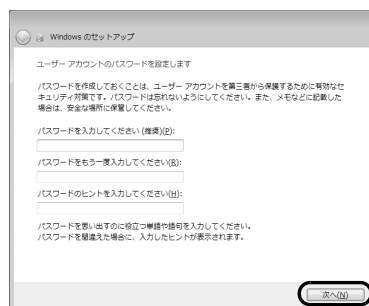 Windows のセットアップ
ユーザー アカウントのパスワードを設定します
パスワードを作成しておくことは、ユーザー アカウントを第三者から保護するために有効なセ
キュリティ対策です。パスワードは忘れないようにしてください。また、メモなどに記載した
場合は、安全な場所に保管してください。
パスワードを入力してください (推奨)(P):
パスワードをもう一度入力してください(R):
パスワードのヒントを入力してください(H):
パスワードを思い出すのに役立つ単語や語句を入力してください。
パスワードを間違えた場合に、入力したヒントが表示されます。
次へ(N)